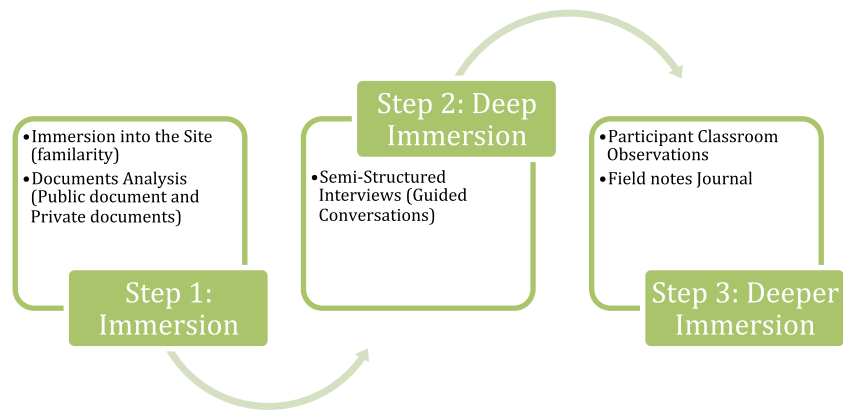 •Immersion into the Site
(familarity)
•Documents Analysis
(Public document and
Private documents)
Step 1:
Immersion
Step 2: Deep
Immersion
•Semi-Structured
Interviews (Guided
Conversations)
•Participant Classroom
Observations
•Field notes Journal
Step 3: Deeper
Immersion